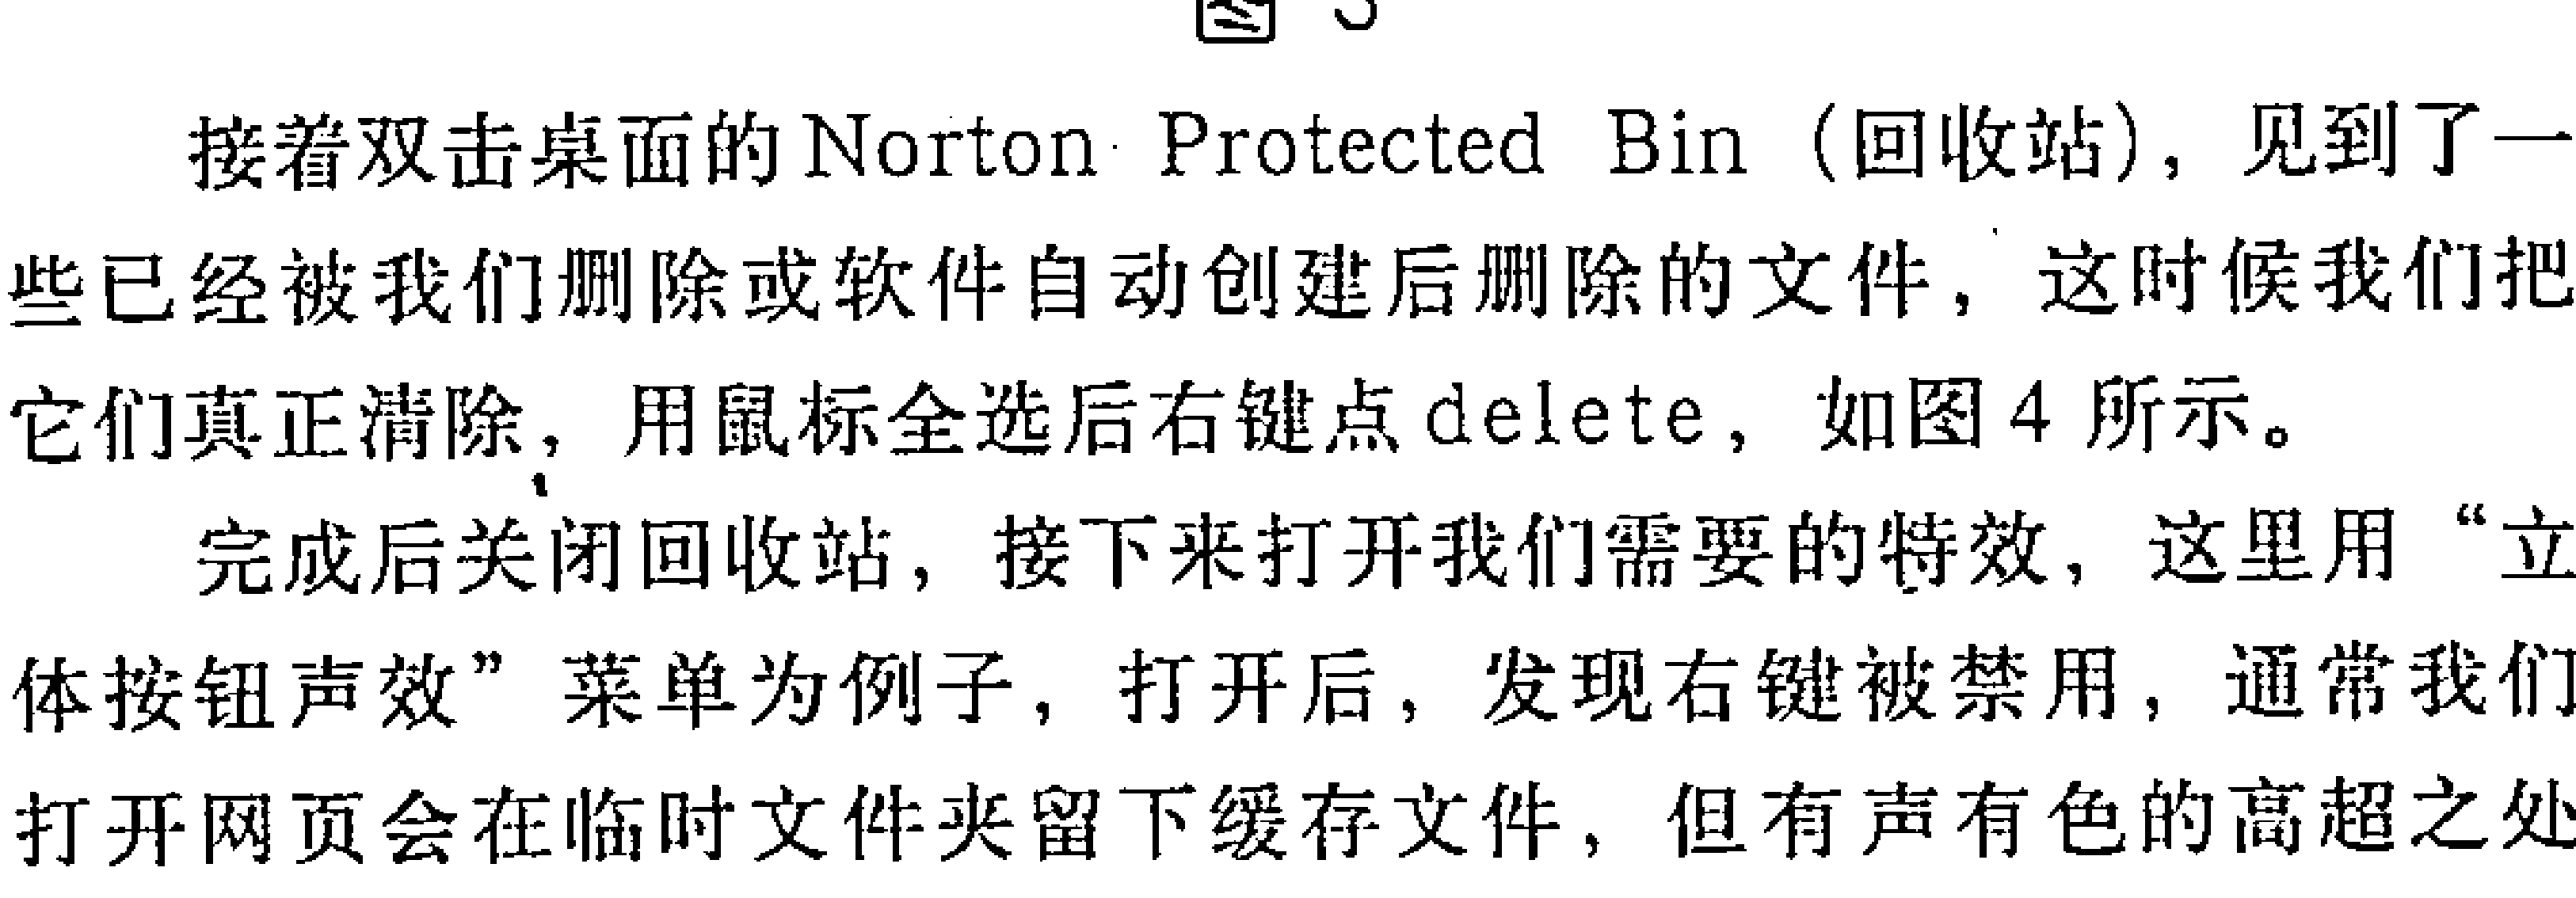 图
接着双击桌面的Norton Protected Bin（回收站），见到了一
些已经被我们删除或软件自动创建后删除的文件，这时候我们把
它们真正清除，用鼠标全选后右键点delete，如图4所示。
完成后关闭回收站，接下来打开我们需要的特效，这里用“立
体按钮声效”菜单为例子，打开后，发现右键被禁用，通常我们
打开网页会在临时文件夹留下缓存文件，但有声有色的高超之处